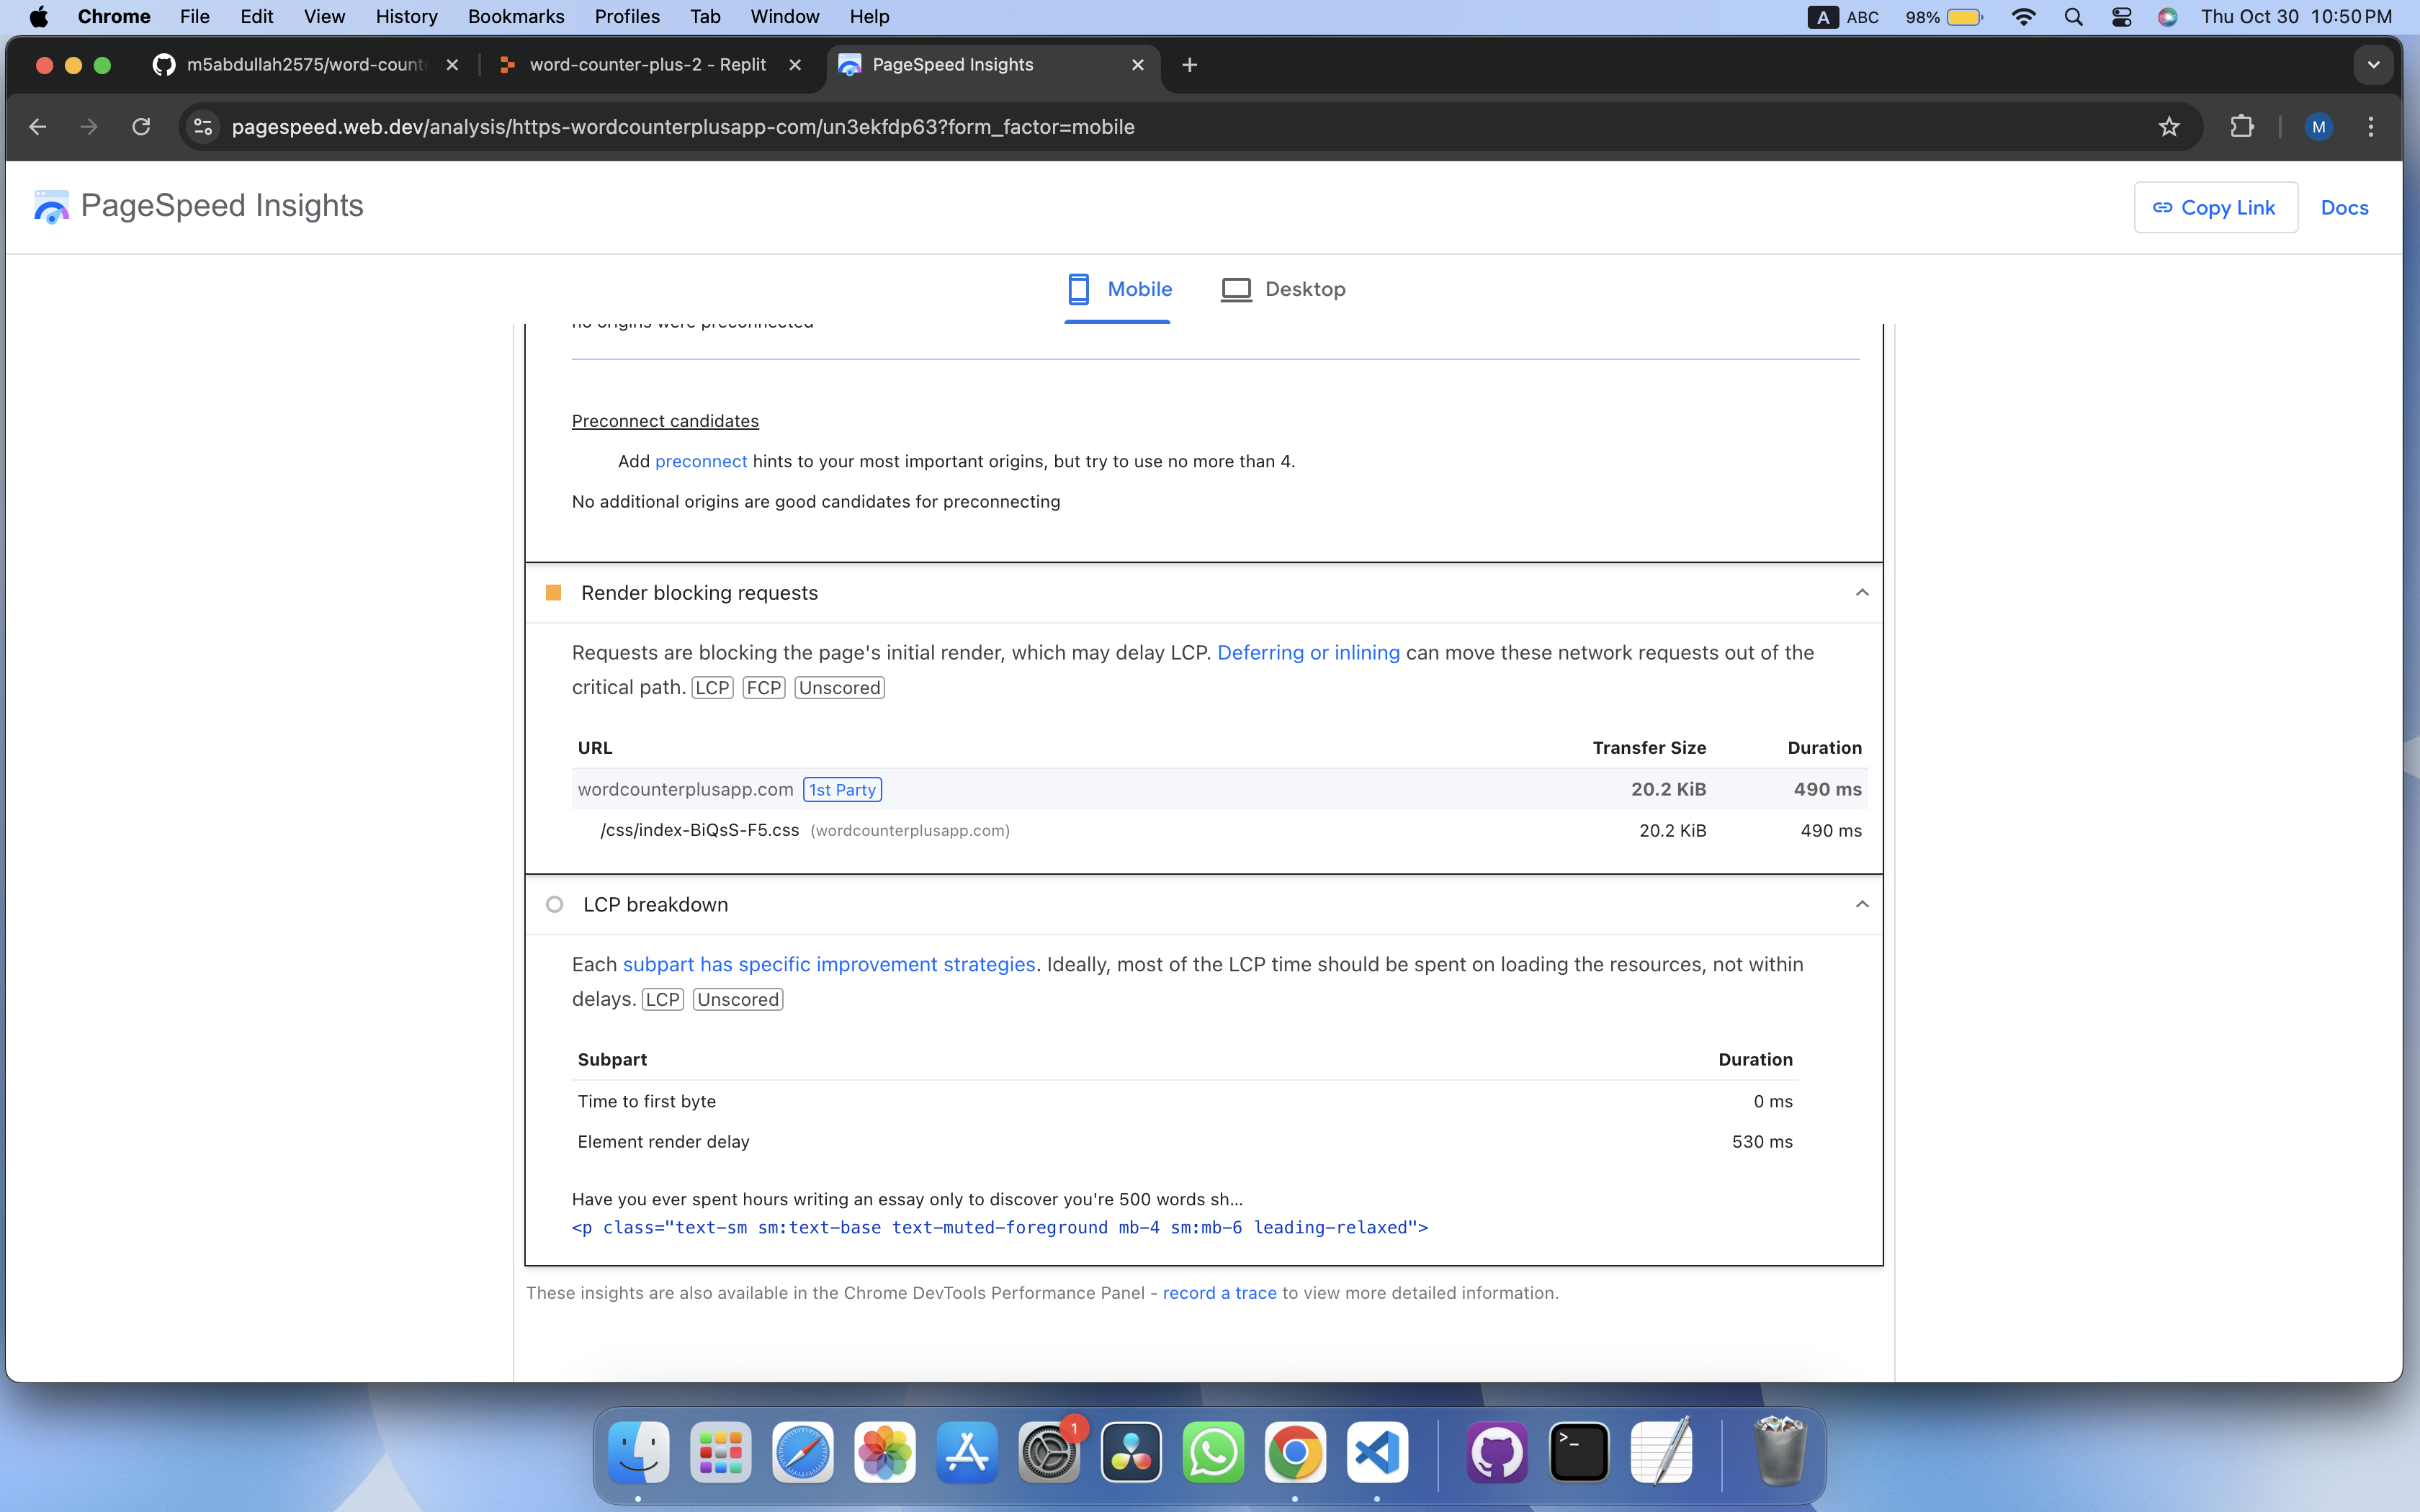 Chrome File Edit View History Bookmarks Profiles Tab Window Help A ABC 98% Thu Oct 30 10:50 PM
m5abdullah2575/word-count word-counter-plus-2 - Replit PageSpeed Insights
pagespeed.web.dev/analysis/https-wordcounterplusapp-com/un3ekfdp63?form_factor=mobile M
PageSpeed Insights Copy Link Docs
Mobile Desktop
no origins were preconnected
Preconnect candidates
Add preconnect hints to your most important origins, but try to use no more than 4.
No additional origins are good candidates for preconnecting
Render blocking requests
Requests are blocking the page's initial render, which may delay LCP. Deferring or inlining can move these network requests out of the
critical path. LCP FCP Unscored
URL Transfer Size Duration
wordcounterplusapp.com 1st Party 20.2 KiB 490 ms
/css/index-BiQsS-F5.css (wordcounterplusapp.com) 20.2 KiB 490 ms
LCP breakdown
Each subpart has specific improvement strategies. Ideally, most of the LCP time should be spent on loading the resources, not within
delays. LCP Unscored
Subpart Duration
Time to first byte 0 ms
Element render delay 530 ms
Have you ever spent hours writing an essay only to discover you're 500 words sh...
<p class="text-sm sm:text-base text-muted-foreground mb-4 sm:mb-6 leading-relaxed">
These insights are also available in the Chrome DevTools Performance Panel - record a trace to view more detailed information.
1
>_